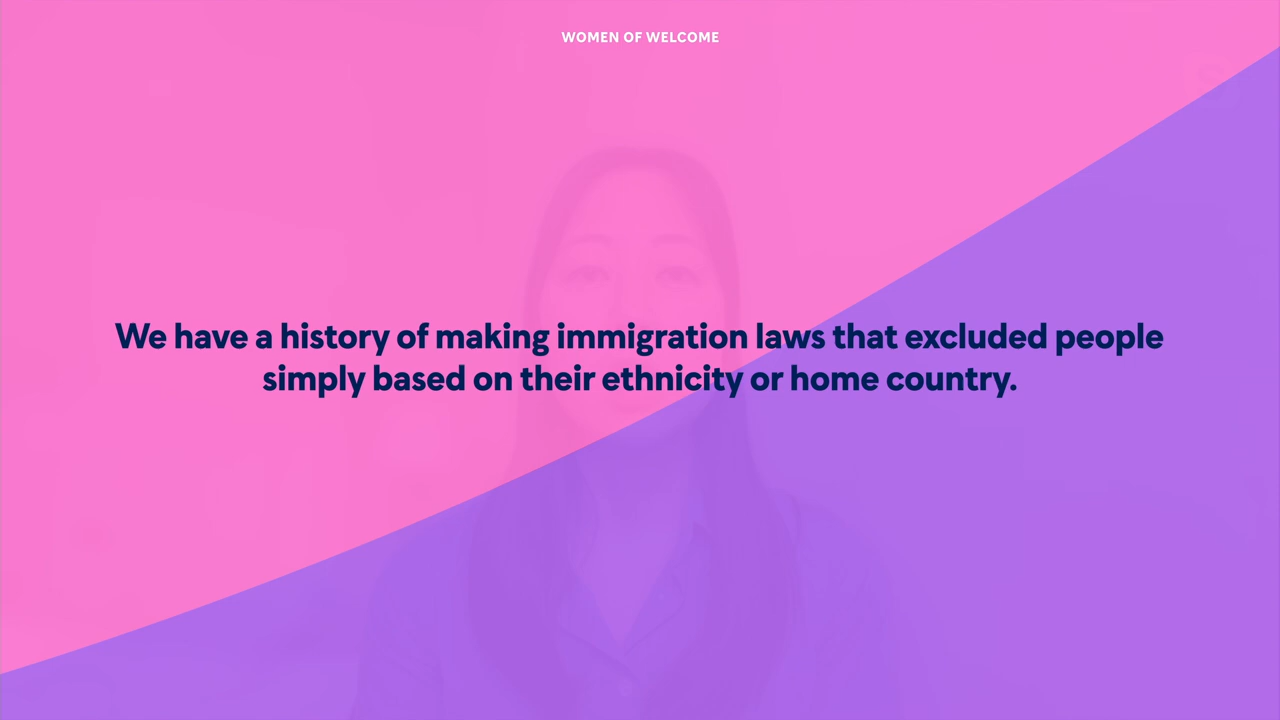 WOMEN OF WELCOME
We have a history of making immigration laws that excluded people
simply based on their ethnicity or home country.